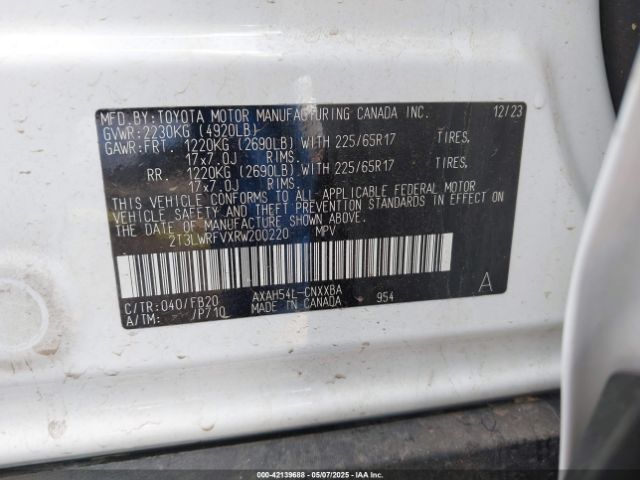 MFD.BY:TOYOTA MOTOR MANUFACTURING CANADA INC. 12/23
GVWR:2230KG (4920LB)
GAWR:FRT. 1220KG (2690LB) WITH 225/65R17 TIRES,
17x7.0J RIMS.
RR. 1220KG (2690LB) WITH 225/65R17 TIRES,
17x7.0J RIMS.
THIS VEHICLE CONFORMS TO ALL APPLICABLE FEDERAL MOTOR
VEHICLE SAFETY AND THEFT PREVENTION STANDARDS IN EFFECT ON
THE DATE OF MANUFACTURE SHOWN ABOVE.
2T3LWRFVXRW200220 MPV
C/TR:040/FB20 AXAH54L-CNXXBA 954 A
A/TM: /P710 MADE IN CANADA
000-42139688 - 05/07/2025 - IAAI.COM